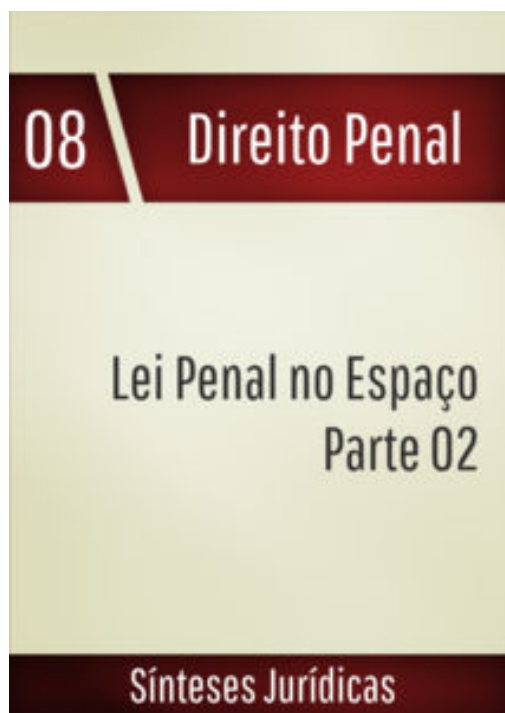 08 Direito Penal
Lei Penal no Espaço
Parte 02
Sínteses Jurídicas